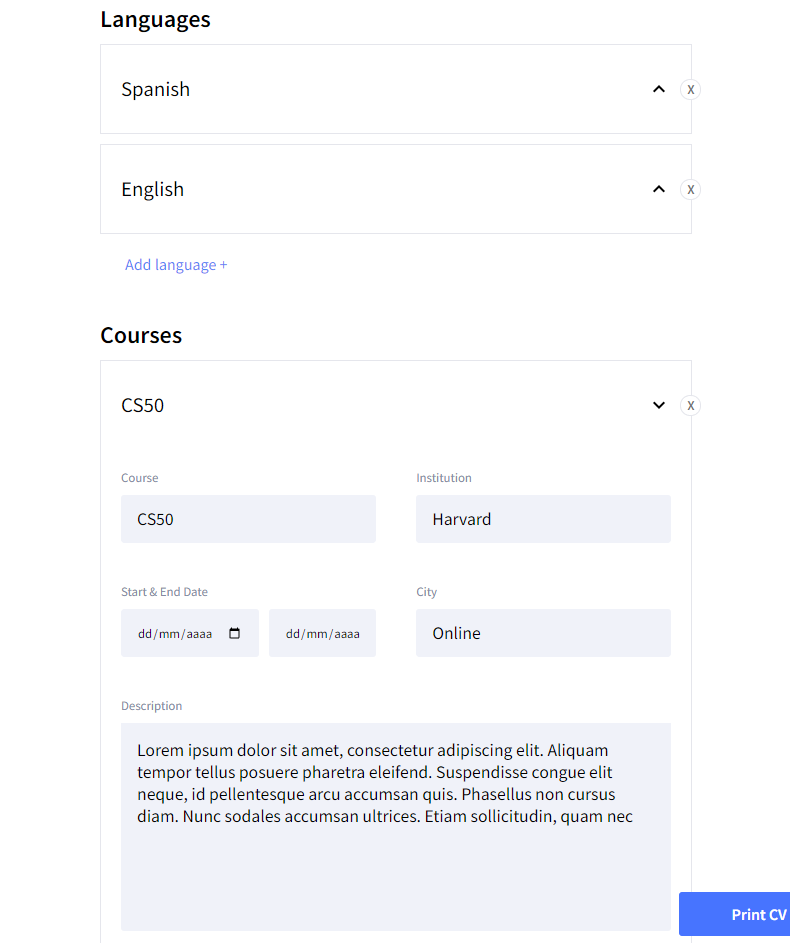 Languages
Spanish
X
English
X
Add language +
Courses
CS50
X
Course
Institution
CS50
Harvard
Start & End Date
City
dd/mm/aaaa
dd/mm/aaaa
Online
Description
Lorem ipsum dolor sit amet, consectetur adipiscing elit. Aliquam
tempor tellus posuere pharetra eleifend. Suspendisse congue elit
neque, id pellentesque arcu accumsan quis. Phasellus non cursus
diam. Nunc sodales accumsan ultrices. Etiam sollicitudin, quam nec
Print CV